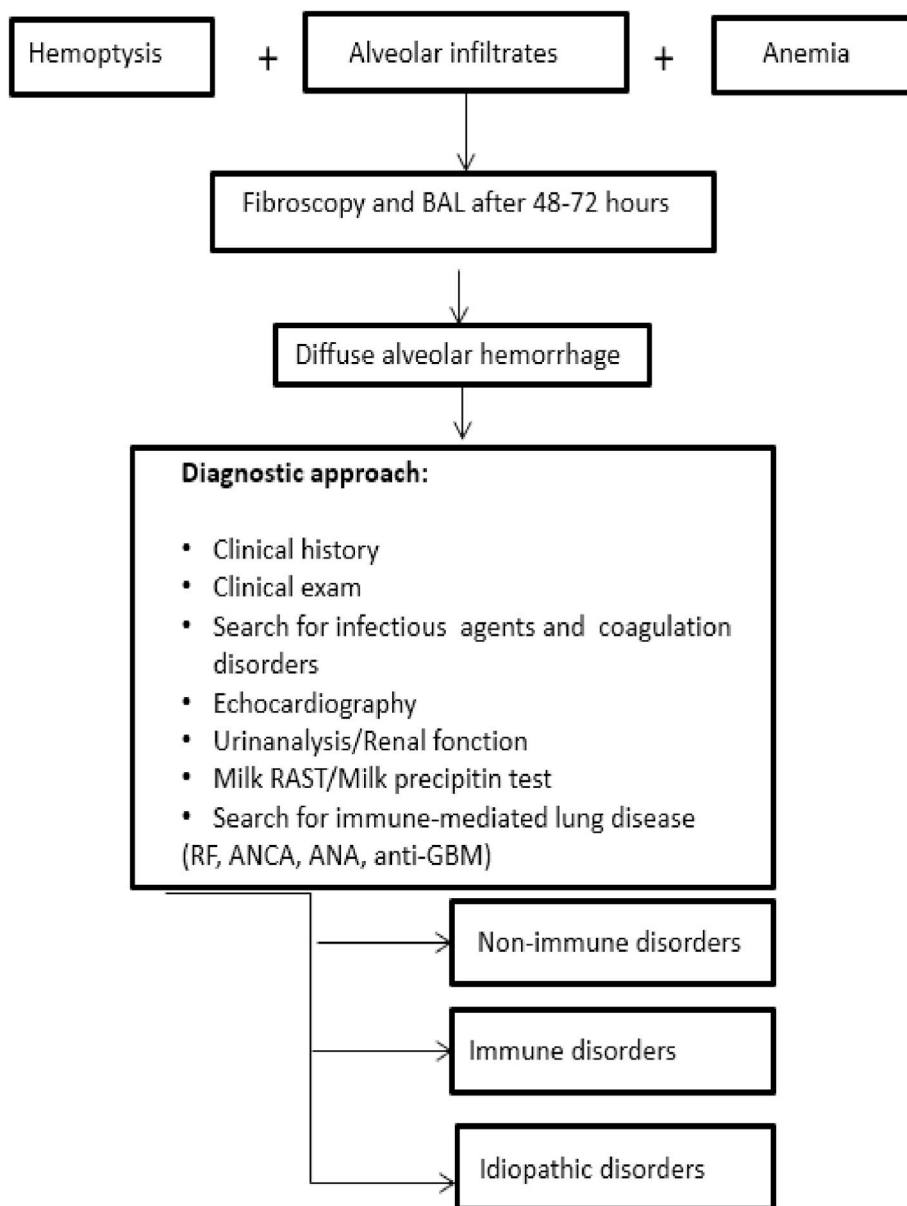 Hemoptysis + Alveolar infiltrates + Anemia
Fibroscopy and BAL after 48-72 hours
Diffuse alveolar hemorrhage
Diagnostic approach:
• Clinical history
• Clinical exam
• Search for infectious agents and coagulation
disorders
• Echocardiography
• Urinanalysis/Renal fonction
• Milk RAST/Milk precipitin test
• Search for immune-mediated lung disease
(RF, ANCA, ANA, anti-GBM)
Non-immune disorders
Immune disorders
Idiopathic disorders